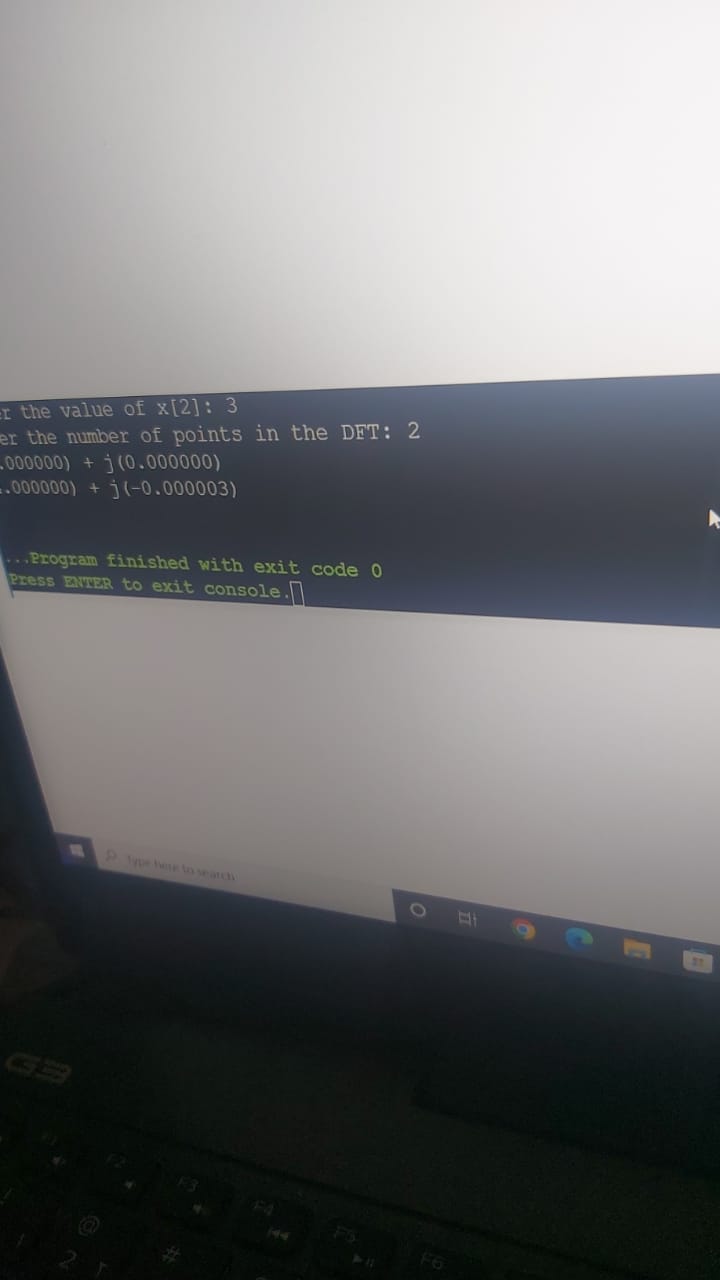 the value of x[2]: 3
the number of points in the DFT: 2
.000000) + j(0.000000)
.000000) + j(-0.000003)
...Program finished with exit code 0
Press ENTER to exit console.
Type here to search
G3
F2
F3
F4
F5
F6
@
2
#